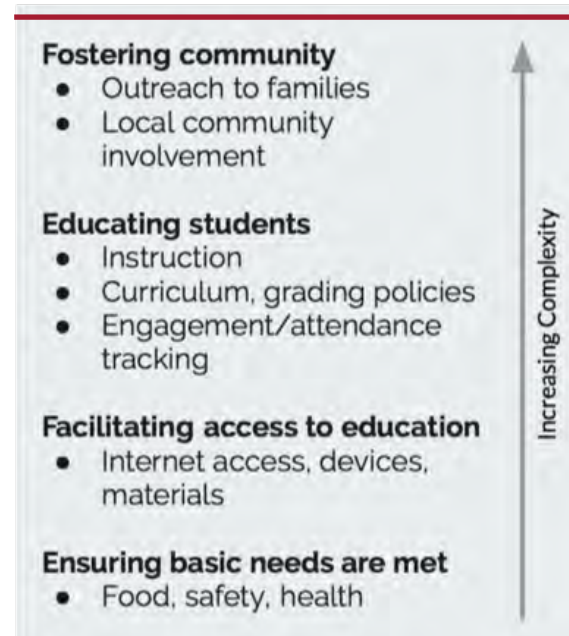 Fostering community
● Outreach to families
● Local community
involvement
Educating students
● Instruction
● Curriculum, grading policies
● Engagement/attendance
tracking
Facilitating access to education
● Internet access, devices,
materials
Ensuring basic needs are met
● Food, safety, health
Increasing Complexity